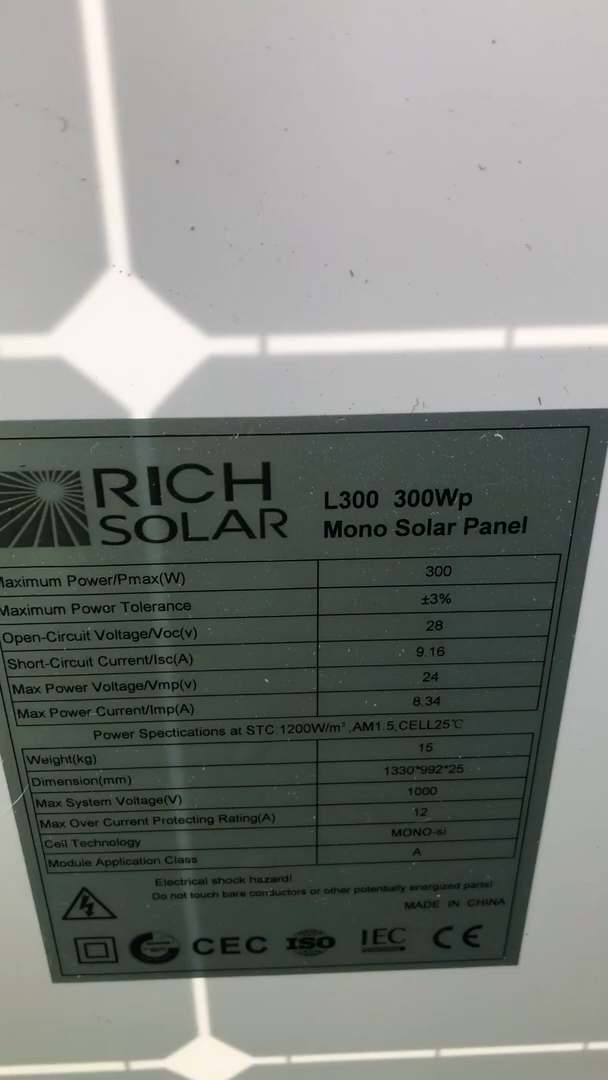 RICH
SOLAR
L300 300Wp
Mono Solar Panel
Maximum Power/Pmax(W) 300
Maximum Power Tolerance ±3%
Open-Circuit Voltage/Voc(v) 28
Short-Circuit Current/Isc(A) 9.16
Max Power Voltage/Vmp(v) 24
Max Power Current/Imp(A) 8.34
Power Spectications at STC:1200W/m²,AM1.5,CELL25℃
Weight(kg) 15
Dimension(mm) 1330*992*25
Max System Voltage(V) 1000
Max Over Current Protecting Rating(A) 12
Cell Technology MONO-si
Module Application Class A
Electrical shock hazard!
Do not touch bare conductors or other potentially energized parts!
MADE IN CHINA
CEC ISO IEC CE